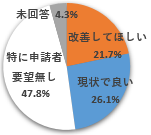 未回答 4.3%
改善してほしい
21.7%
特に申請者
要望無し
47.8%
現状で良い
26.1%